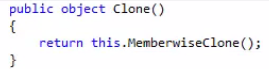 public object Clone()
{
    return this.MemberwiseClone();
}